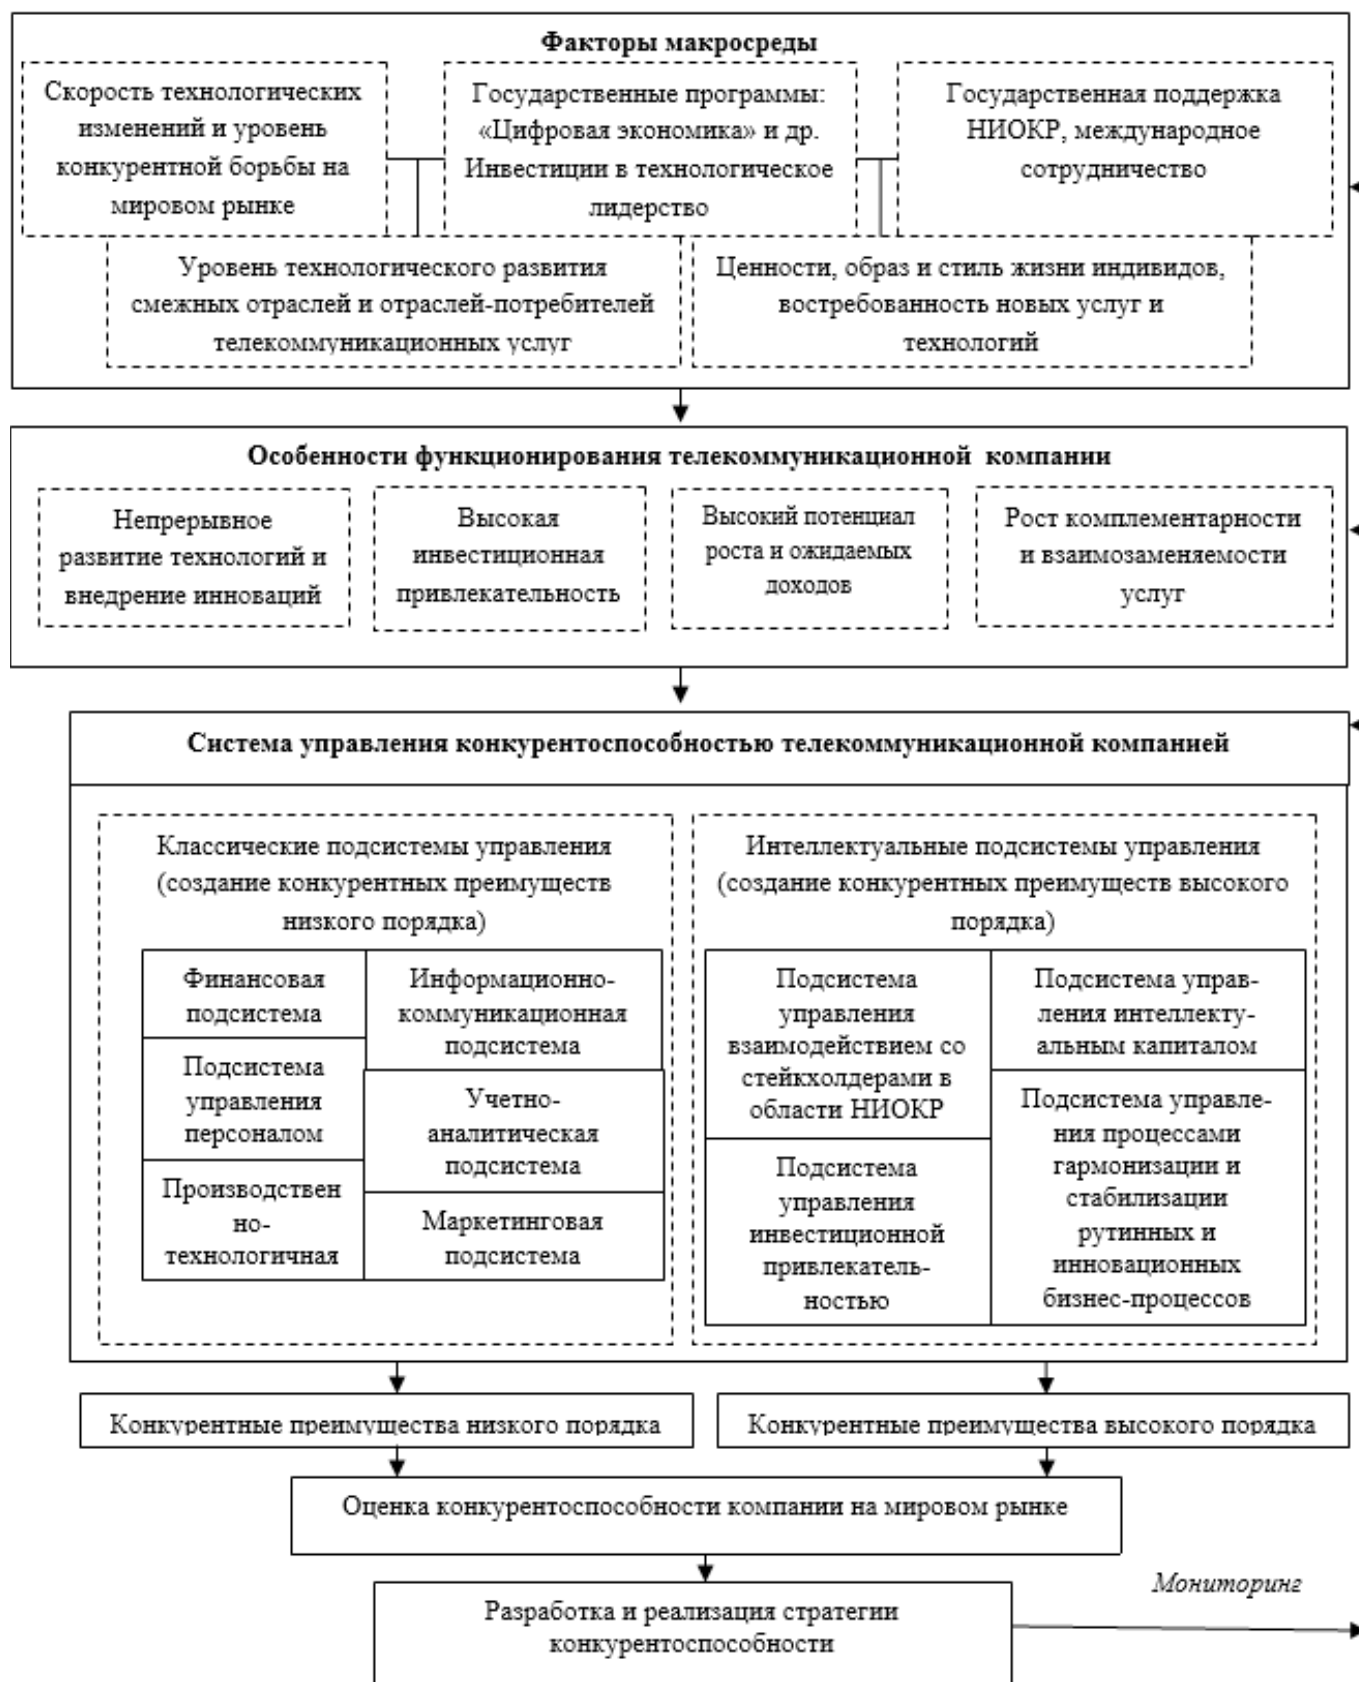 Факторы макросреды
Скорость технологических
изменений и уровень
конкурентной борьбы на
мировом рынке
Государственные программы:
«Цифровая экономика» и др.
Инвестиции в технологическое
лидерство
Государственная поддержка
НИОКР, международное
сотрудничество
Уровень технологического развития
смежных отраслей и отраслей-потребителей
телекоммуникационных услуг
Ценности, образ и стиль жизни индивидов,
востребованность новых услуг и
технологий
Особенности функционирования телекоммуникационной компании
Непрерывное
развитие технологий и
внедрение инноваций
Высокая
инвестиционная
привлекательность
Высокий потенциал
роста и ожидаемых
доходов
Рост комплементарности
и взаимозаменяемости
услуг
Система управления конкурентоспособностью телекоммуникационной компанией
Классические подсистемы управления
(создание конкурентных преимуществ
низкого порядка)
Финансовая
подсистема
Подсистема
управления
персоналом
Производствен
но-
технологичная
Информационно-
коммуникационная
подсистема
Учетно-
аналитическая
подсистема
Маркетинговая
подсистема
Интеллектуальные подсистемы управления
(создание конкурентных преимуществ высокого
порядка)
Подсистема
управления
взаимодействием со
стейкхолдерами в
области НИОКР
Подсистема
управления
инвестиционной
привлекатель-
ностью
Подсистема управ-
ления интеллекту-
альным капиталом
Подсистема управле-
ния процессами
гармонизации и
стабилизации
рутинных и
инновационных
бизнес-процессов
Конкурентные преимущества низкого порядка
Конкурентные преимущества высокого порядка
Оценка конкурентоспособности компании на мировом рынке
Разработка и реализация стратегии
конкурентоспособности
Мониторинг